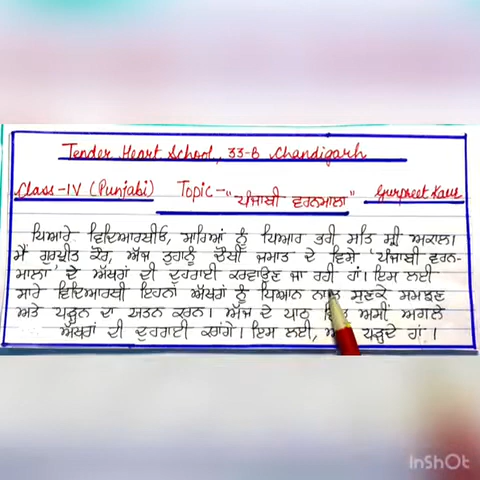 Tender Heart School, 33-B Chandigarh
Class-IV (Punjabi) Topic- "ਪੰਜਾਬੀ ਵਰਨਮਾਲਾ" Gurpreet Kaur
ਪਿਆਰੇ ਵਿਦਿਆਰਥੀਓ, ਸਾਰਿਆਂ ਨੂੰ ਪਿਆਰ ਭਰੀ ਸਤਿ ਸ੍ਰੀ ਅਕਾਲ।
ਮੈਂ ਗੁਰਪ੍ਰੀਤ ਕੌਰ, ਅੱਜ ਤੁਹਾਨੂੰ ਚੌਥੀ ਜਮਾਤ ਦੇ ਵਿਸ਼ੇ 'ਪੰਜਾਬੀ ਵਰਨ-
ਮਾਲਾ' ਦੇ ਅੱਖਰਾਂ ਦੀ ਦੁਹਰਾਈ ਕਰਵਾਉਣ ਜਾ ਰਹੀ ਹਾਂ। ਇਸ ਲਈ
ਸਾਰੇ ਵਿਦਿਆਰਥੀ ਇਹਨਾਂ ਅੱਖਰਾਂ ਨੂੰ ਧਿਆਨ ਨਾਲ ਸੁਣਕੇ ਸਮਝਣ
ਅਤੇ ਪੜ੍ਹਨ ਦਾ ਯਤਨ ਕਰਨ। ਅੱਜ ਦੇ ਪਾਠ ਅਸੀਂ ਅਗਲੇ
ਅੱਖਰਾਂ ਦੀ ਦੁਹਰਾਈ ਕਰਾਂਗੇ। ਇਸ ਲਈ, ਪੜ੍ਹਦੇ ਹਾਂ।
InShOt